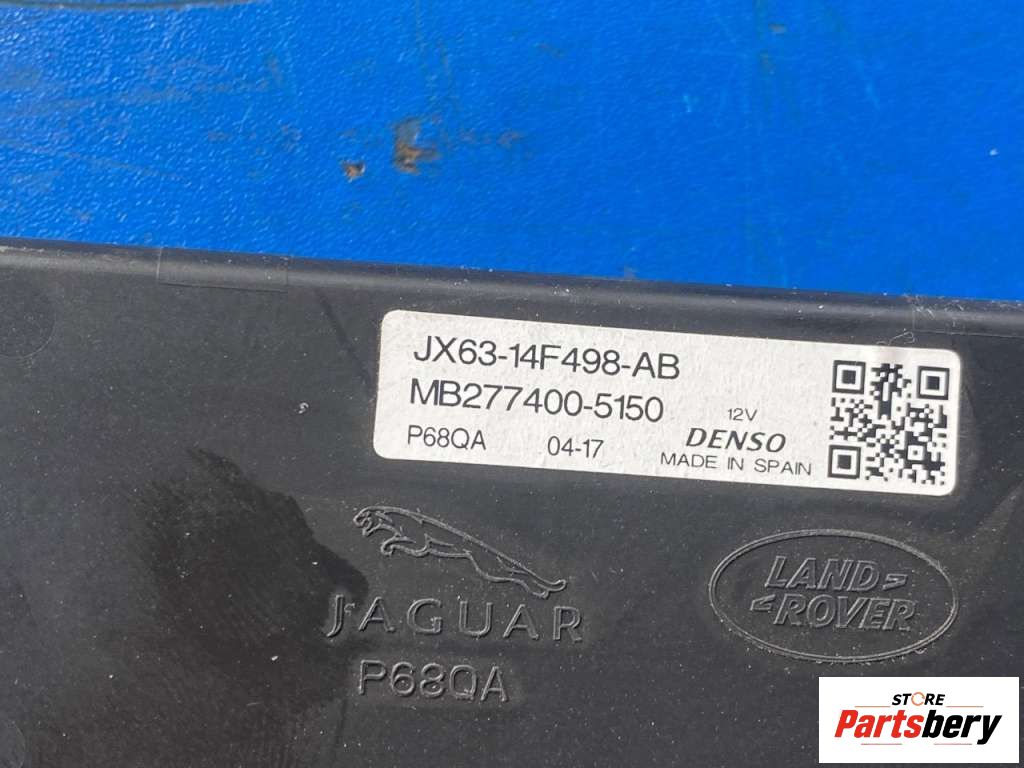 JX63-14F498-AB
MB277400-5150
12V
P68QA 04-17 DENSO
MADE IN SPAIN
JAGUAR
P68QA
LAND
ROVER
STORE
Partsbery